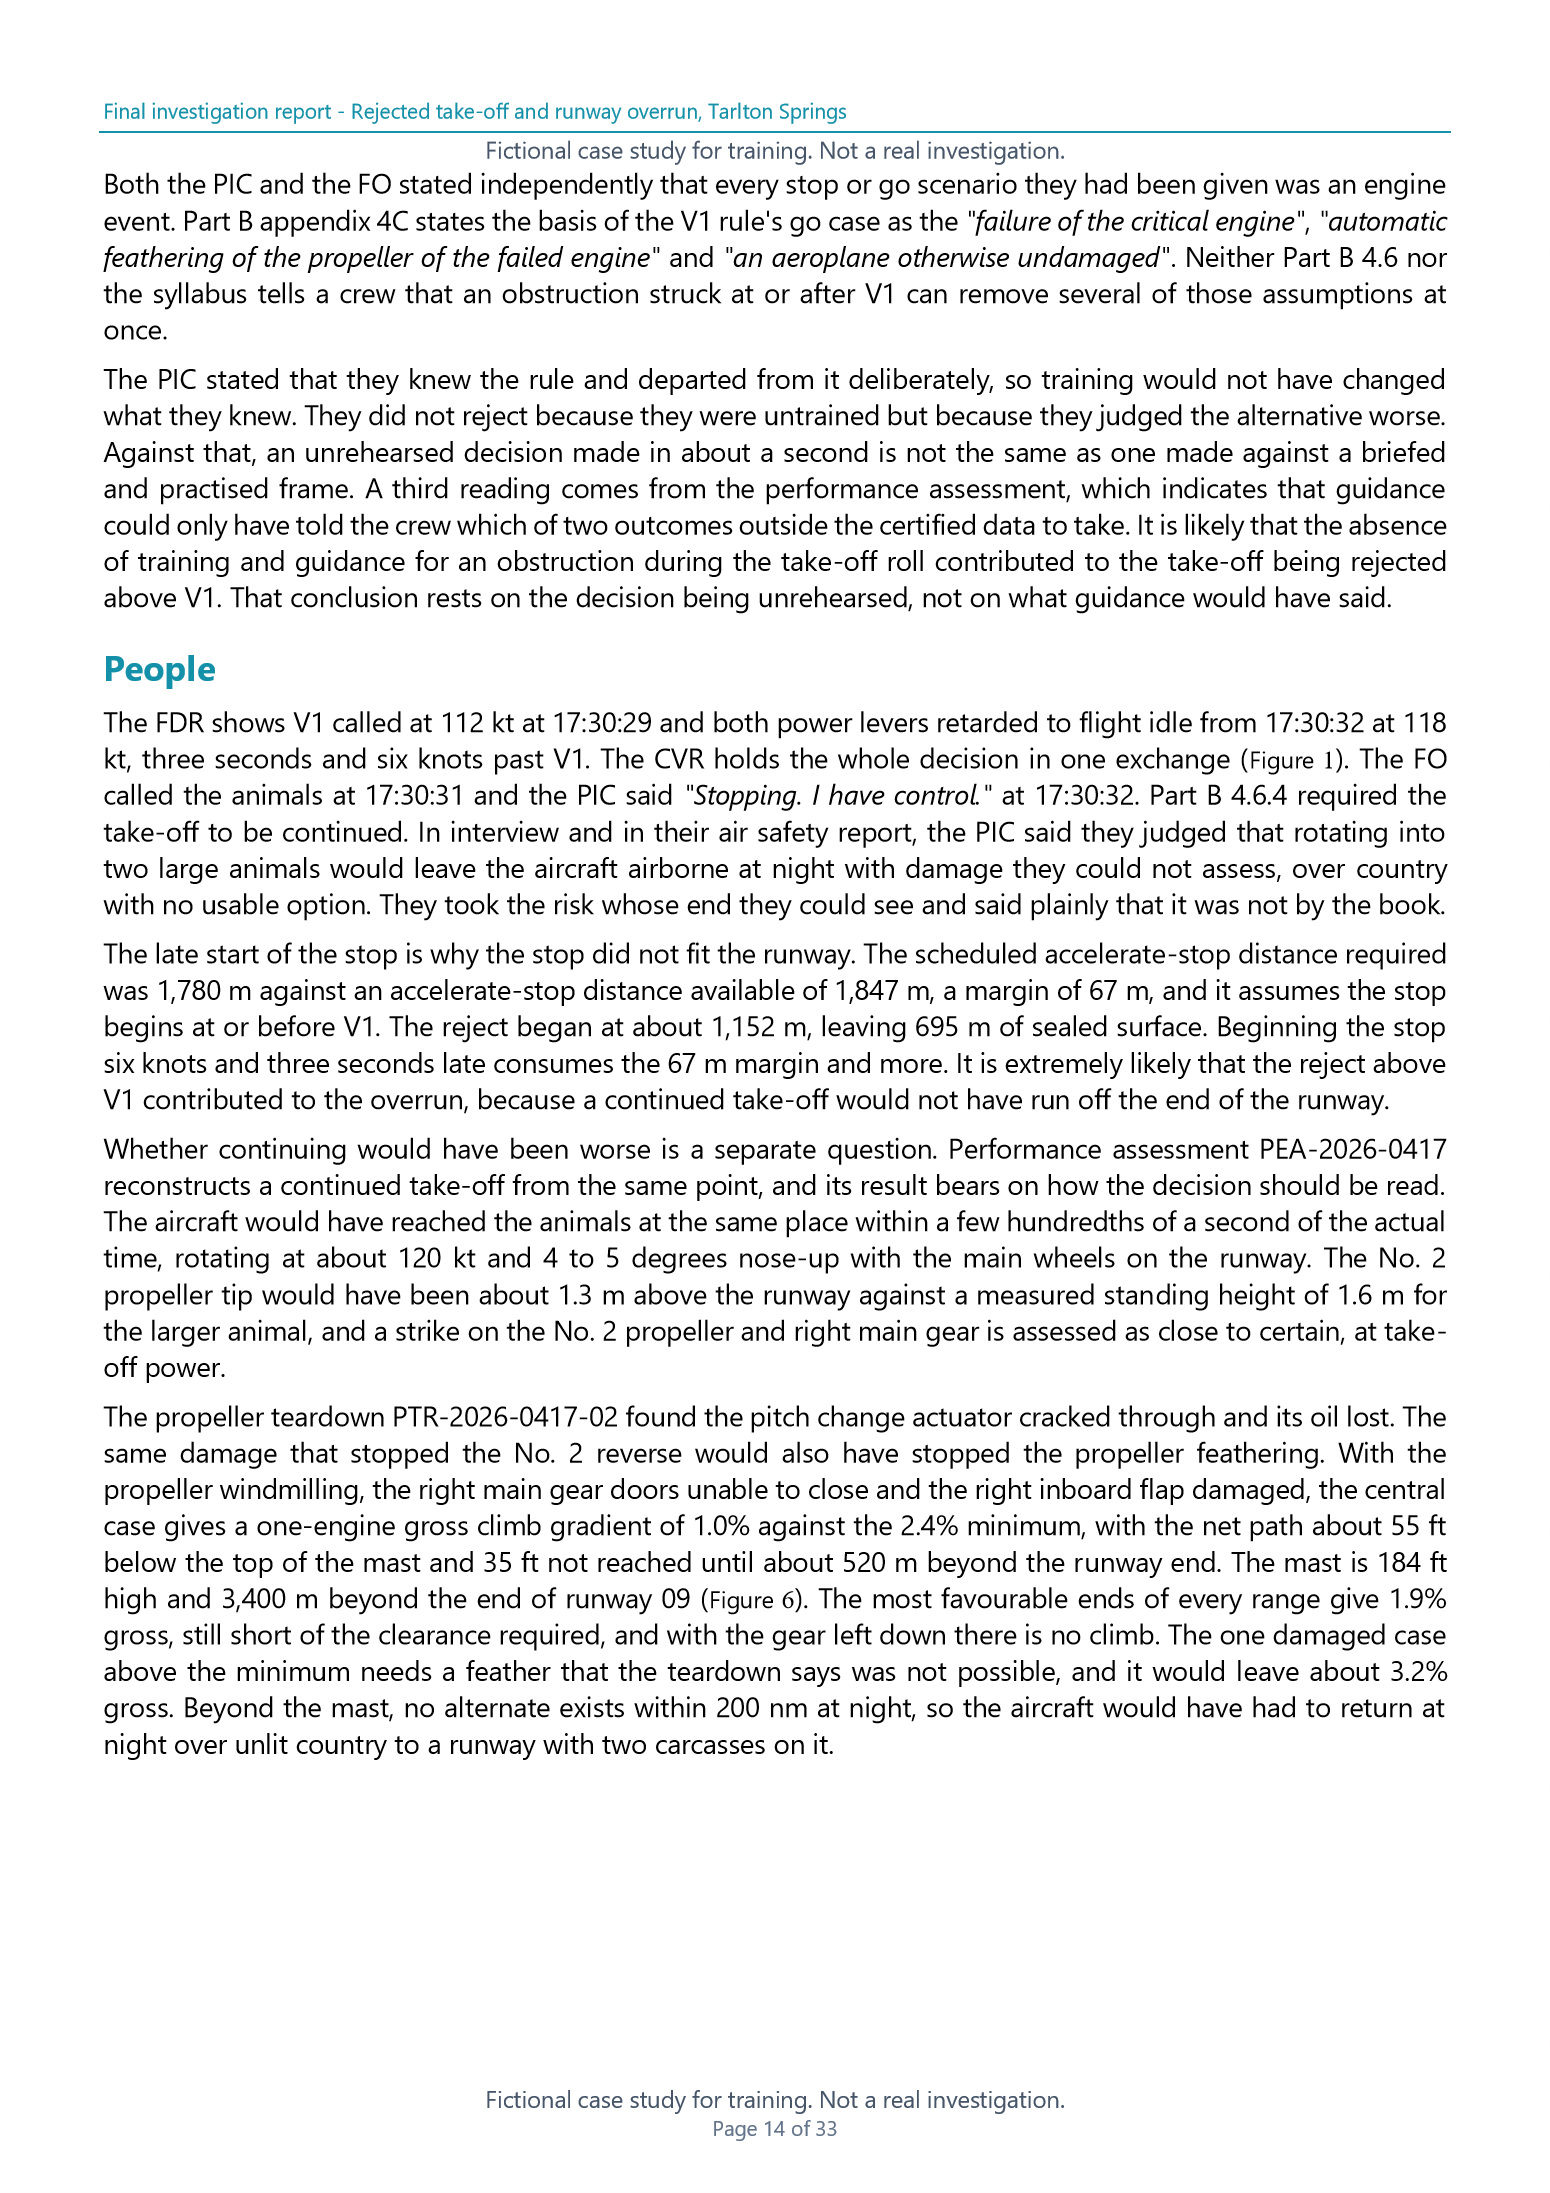 Final investigation report - Rejected take-off and runway overrun, Tarlton Springs
Fictional case study for training. Not a real investigation.
Both the PIC and the FO stated independently that every stop or go scenario they had been given was an engine
event. Part B appendix 4C states the basis of the V1 rule's go case as the "failure of the critical engine", "automatic
feathering of the propeller of the failed engine" and "an aeroplane otherwise undamaged". Neither Part B 4.6 nor
the syllabus tells a crew that an obstruction struck at or after V1 can remove several of those assumptions at
once.
The PIC stated that they knew the rule and departed from it deliberately, so training would not have changed
what they knew. They did not reject because they were untrained but because they judged the alternative worse.
Against that, an unrehearsed decision made in about a second is not the same as one made against a briefed
and practised frame. A third reading comes from the performance assessment, which indicates that guidance
could only have told the crew which of two outcomes outside the certified data to take. It is likely that the absence
of training and guidance for an obstruction during the take-off roll contributed to the take-off being rejected
above V1. That conclusion rests on the decision being unrehearsed, not on what guidance would have said.
People
The FDR shows V1 called at 112 kt at 17:30:29 and both power levers retarded to flight idle from 17:30:32 at 118
kt, three seconds and six knots past V1. The CVR holds the whole decision in one exchange (Figure 1). The FO
called the animals at 17:30:31 and the PIC said "Stopping. I have control." at 17:30:32. Part B 4.6.4 required the
take-off to be continued. In interview and in their air safety report, the PIC said they judged that rotating into
two large animals would leave the aircraft airborne at night with damage they could not assess, over country
with no usable option. They took the risk whose end they could see and said plainly that it was not by the book.
The late start of the stop is why the stop did not fit the runway. The scheduled accelerate-stop distance required
was 1,780 m against an accelerate-stop distance available of 1,847 m, a margin of 67 m, and it assumes the stop
begins at or before V1. The reject began at about 1,152 m, leaving 695 m of sealed surface. Beginning the stop
six knots and three seconds late consumes the 67 m margin and more. It is extremely likely that the reject above
V1 contributed to the overrun, because a continued take-off would not have run off the end of the runway.
Whether continuing would have been worse is a separate question. Performance assessment PEA-2026-0417
reconstructs a continued take-off from the same point, and its result bears on how the decision should be read.
The aircraft would have reached the animals at the same place within a few hundredths of a second of the actual
time, rotating at about 120 kt and 4 to 5 degrees nose-up with the main wheels on the runway. The No. 2
propeller tip would have been about 1.3 m above the runway against a measured standing height of 1.6 m for
the larger animal, and a strike on the No. 2 propeller and right main gear is assessed as close to certain, at take-
off power.
The propeller teardown PTR-2026-0417-02 found the pitch change actuator cracked through and its oil lost. The
same damage that stopped the No. 2 reverse would also have stopped the propeller feathering. With the
propeller windmilling, the right main gear doors unable to close and the right inboard flap damaged, the central
case gives a one-engine gross climb gradient of 1.0% against the 2.4% minimum, with the net path about 55 ft
below the top of the mast and 35 ft not reached until about 520 m beyond the runway end. The mast is 184 ft
high and 3,400 m beyond the end of runway 09 (Figure 6). The most favourable ends of every range give 1.9%
gross, still short of the clearance required, and with the gear left down there is no climb. The one damaged case
above the minimum needs a feather that the teardown says was not possible, and it would leave about 3.2%
gross. Beyond the mast, no alternate exists within 200 nm at night, so the aircraft would have had to return at
night over unlit country to a runway with two carcasses on it.
Fictional case study for training. Not a real investigation.
Page 14 of 33